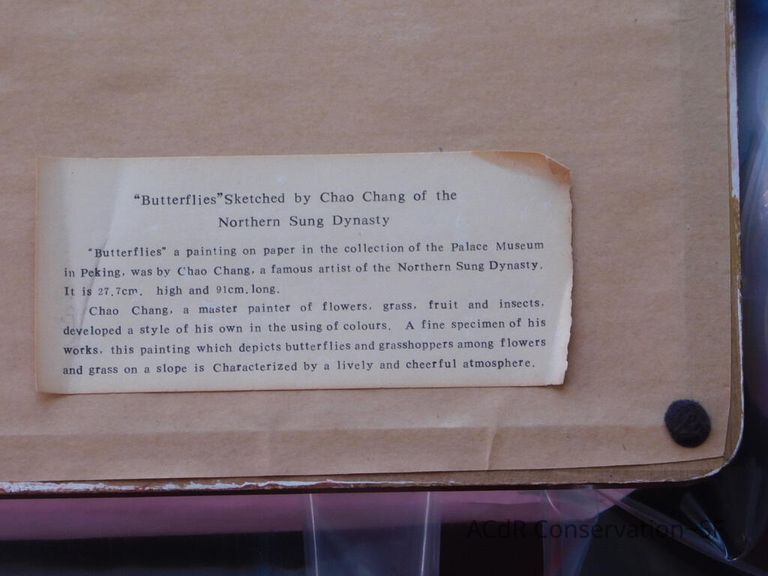 "Butterflies"Sketched by Chao Chang of the
Northern Sung Dynasty
"Butterflies" a painting on paper in the collection of the Palace Museum
in Peking, was by Chao Chang, a famous artist of the Northern Sung Dynasty.
It is 27.7cm. high and 91cm.long.
Chao Chang, a master painter of flowers, grass, fruit and insects,
developed a style of his own in the using of colours. A fine specimen of his
works, this painting which depicts butterflies and grasshoppers among flowers
and grass on a slope is Characterized by a lively and cheerful atmosphere.
ACdR Conservation-SF